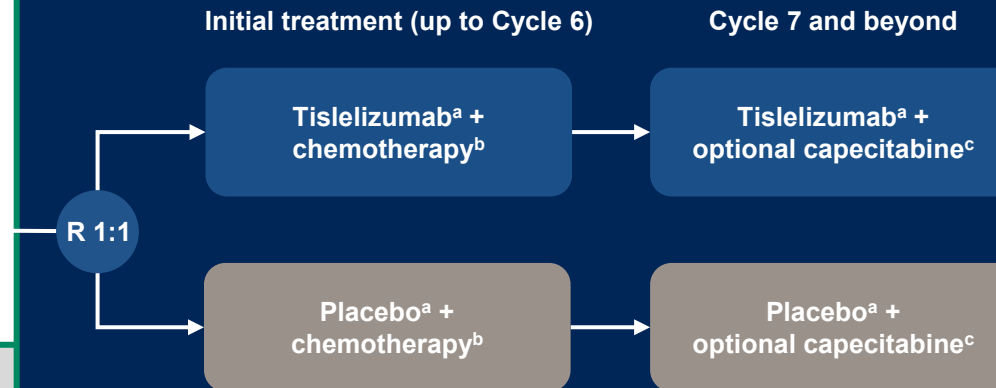 Initial treatment (up to Cycle 6)
Cycle 7 and beyond
R 1:1
Tislelizumabᵃ +
chemotherapyᵇ
Tislelizumabᵃ +
optional capecitabineᶜ
Placeboᵃ +
chemotherapyᵇ
Placeboᵃ +
optional capecitabineᶜ